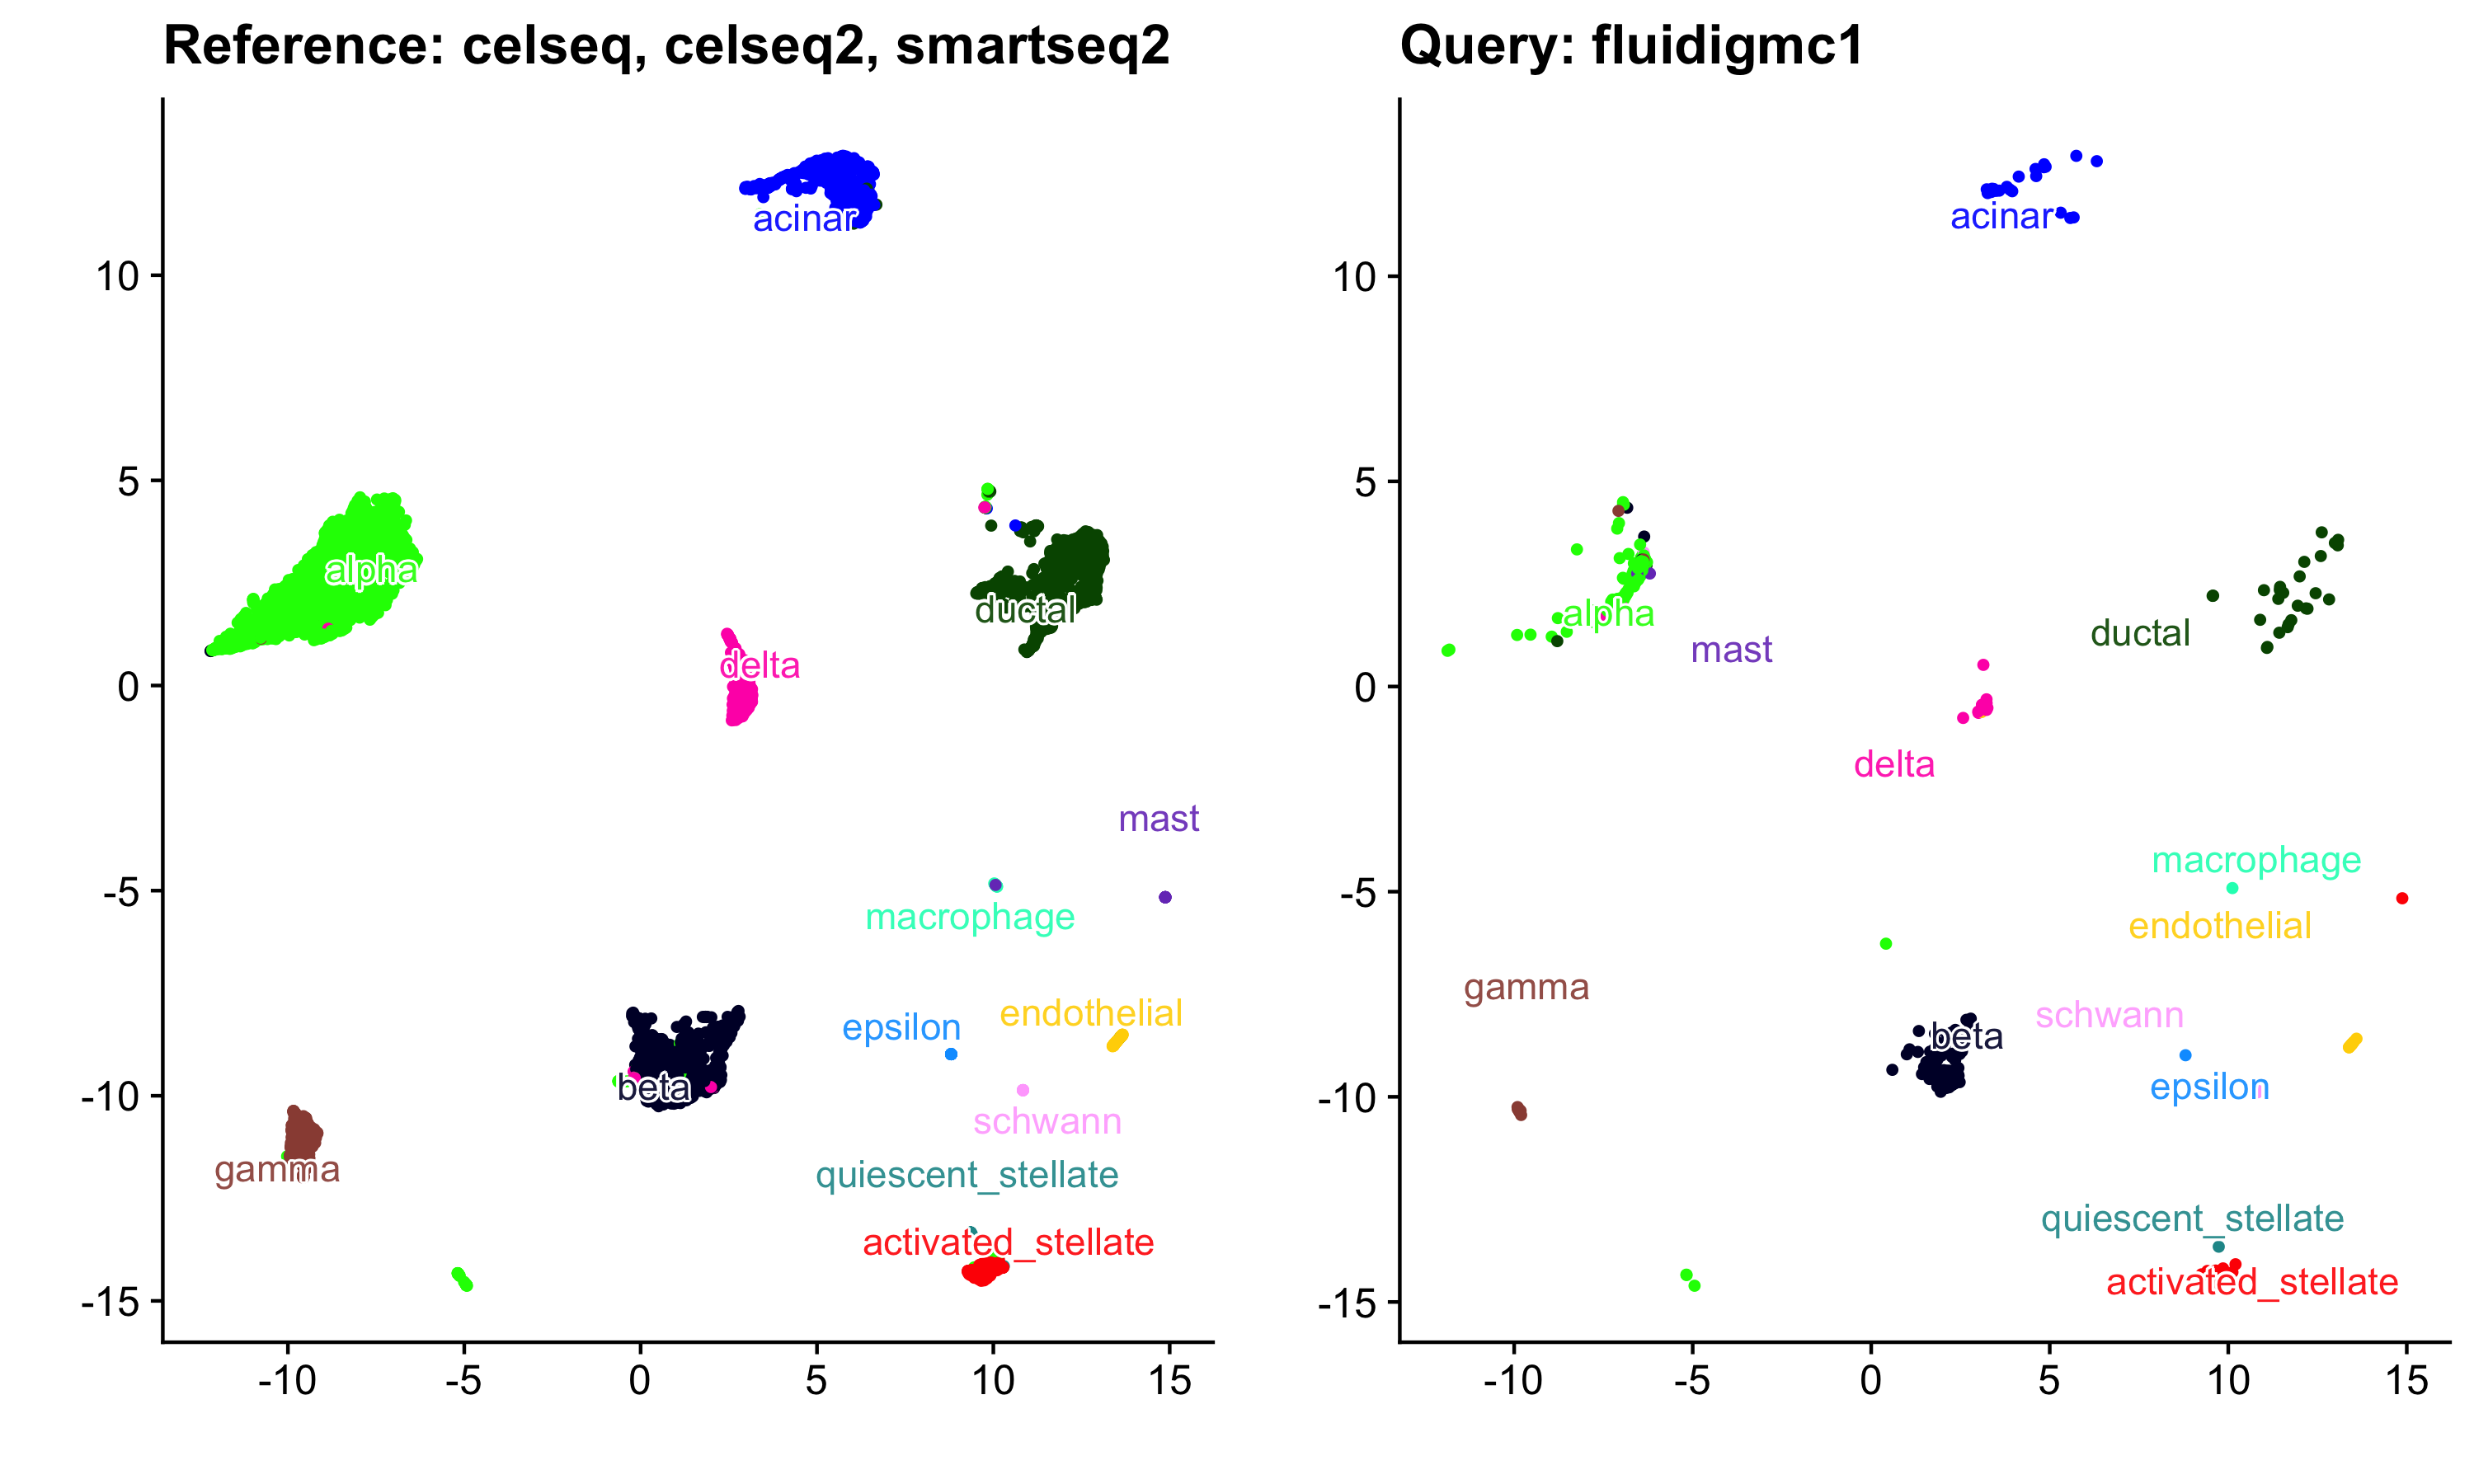 Reference: celseq, celseq2, smartseq2
acinar
10
5
alpha
ductal
delta
0
mast
-5
macrophage
endothelial
epsilon
beta
-10
schwann
gamma
quiescent_stellate
activated_stellate
-15
-10 -5 0 5 10 15
Query: fluidigmc1
acinar
10
5
alpha
ductal
mast
0
delta
macrophage
-5
endothelial
gamma
schwann
beta
epsilon
-10
quiescent_stellate
activated_stellate
-15
-10 -5 0 5 10 15